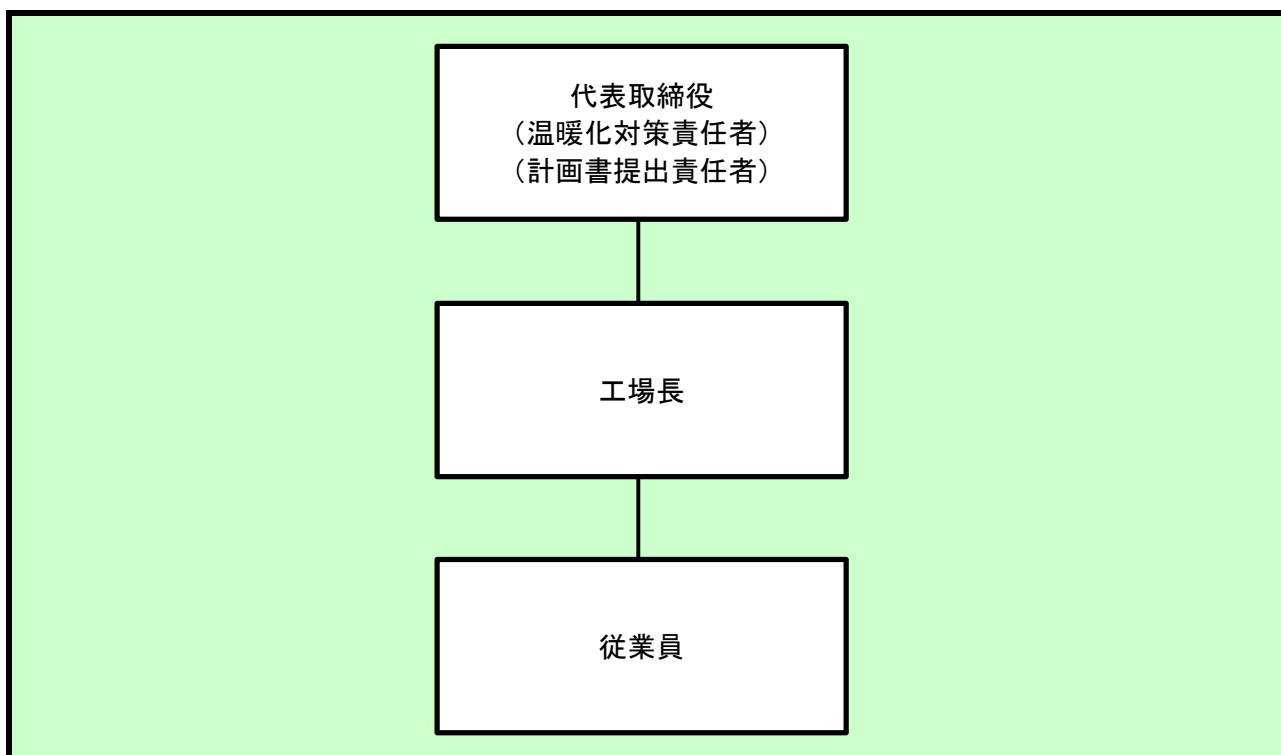 代表取締役
（温暖化対策責任者）
（計画書提出責任者）
工場長
従業員